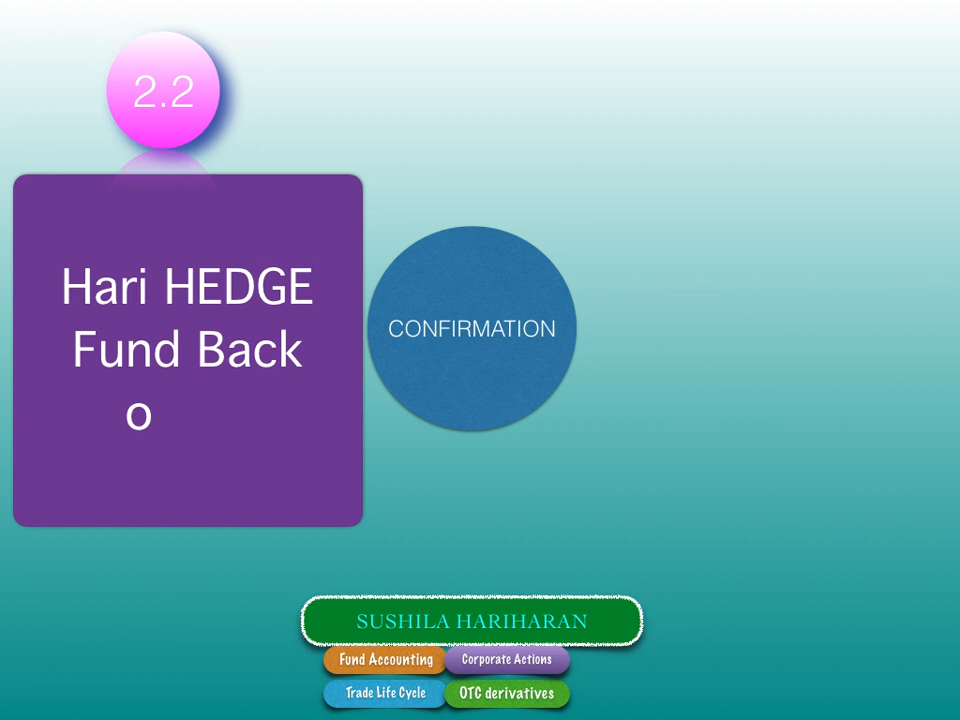 2.2
Hari HEDGE
Fund Back
o
CONFIRMATION
SUSHILA HARIHARAN
Fund Accounting
Corporate Actions
Trade Life Cycle
OTC derivatives